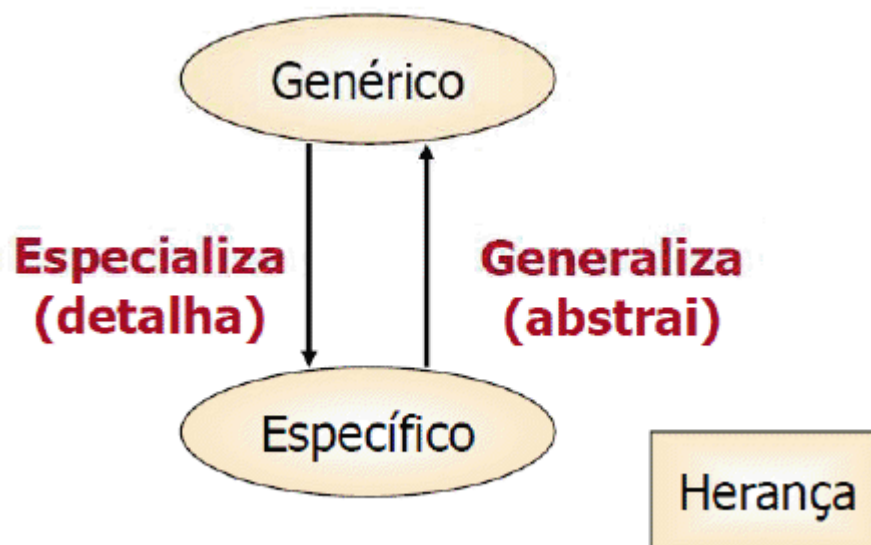 Genérico
Especializa
(detalha)
Generaliza
(abstrai)
Específico
Herança